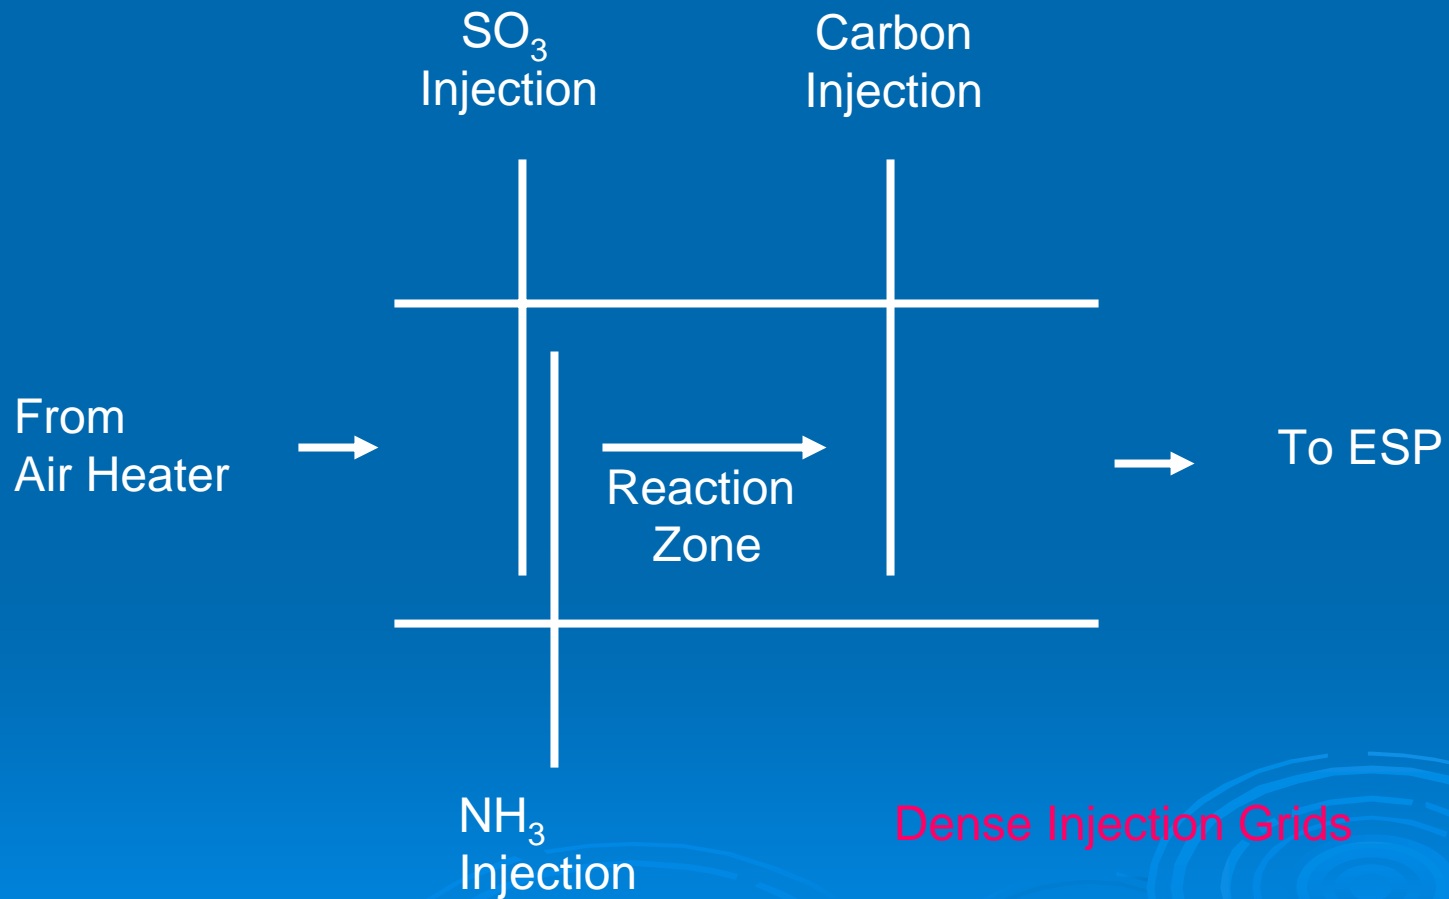 SO₃
Injection
Carbon
Injection
From
Air Heater
Reaction
Zone
To ESP
NH₃
Injection
Dense Injection Grids